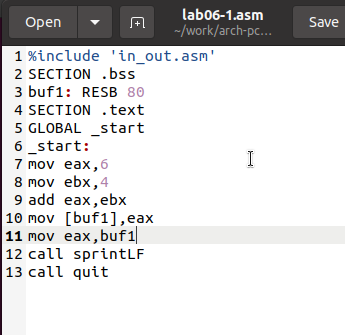 Open
lab06-1.asm
~/work/arch-pc...
Save
1 %include 'in_out.asm'
2 SECTION .bss
3 buf1: RESB 80
4 SECTION .text
5 GLOBAL _start
6 _start:
7 mov eax,6
8 mov ebx,4
9 add eax,ebx
10 mov [buf1],eax
11 mov eax,buf1
12 call sprintLF
13 call quit